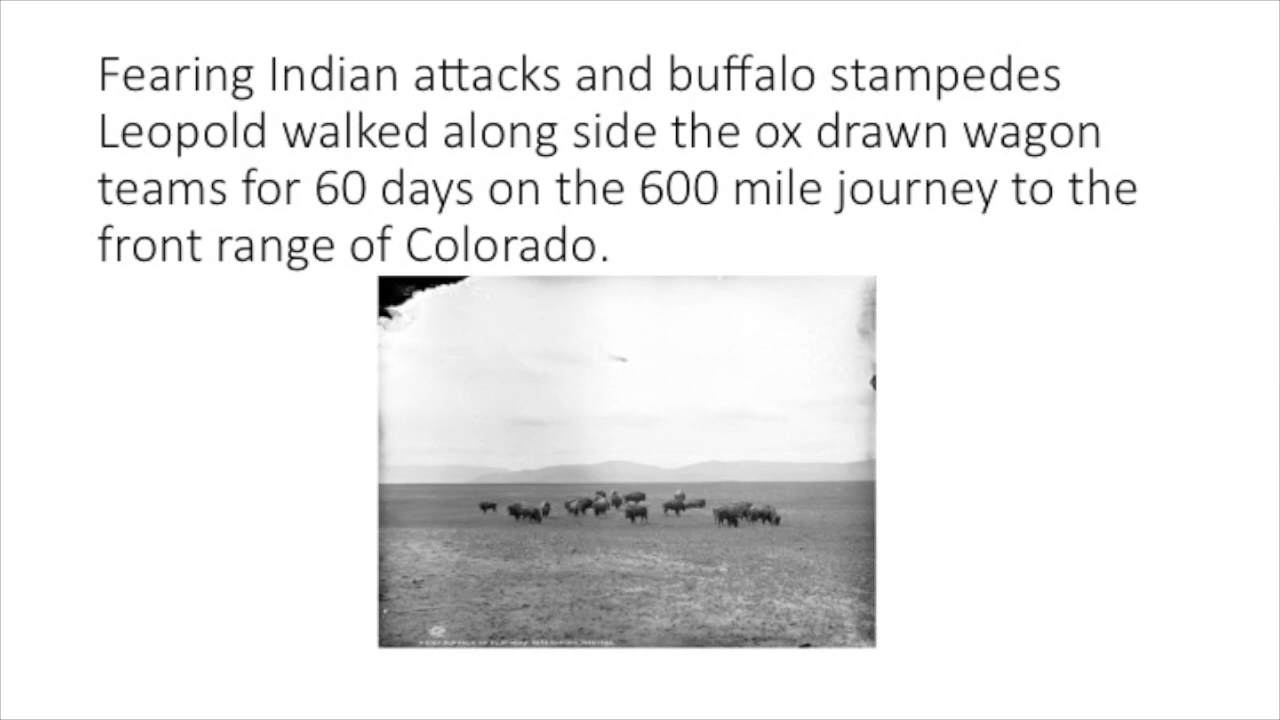 Fearing Indian attacks and buffalo stampedes
Leopold walked along side the ox drawn wagon
teams for 60 days on the 600 mile journey to the
front range of Colorado.